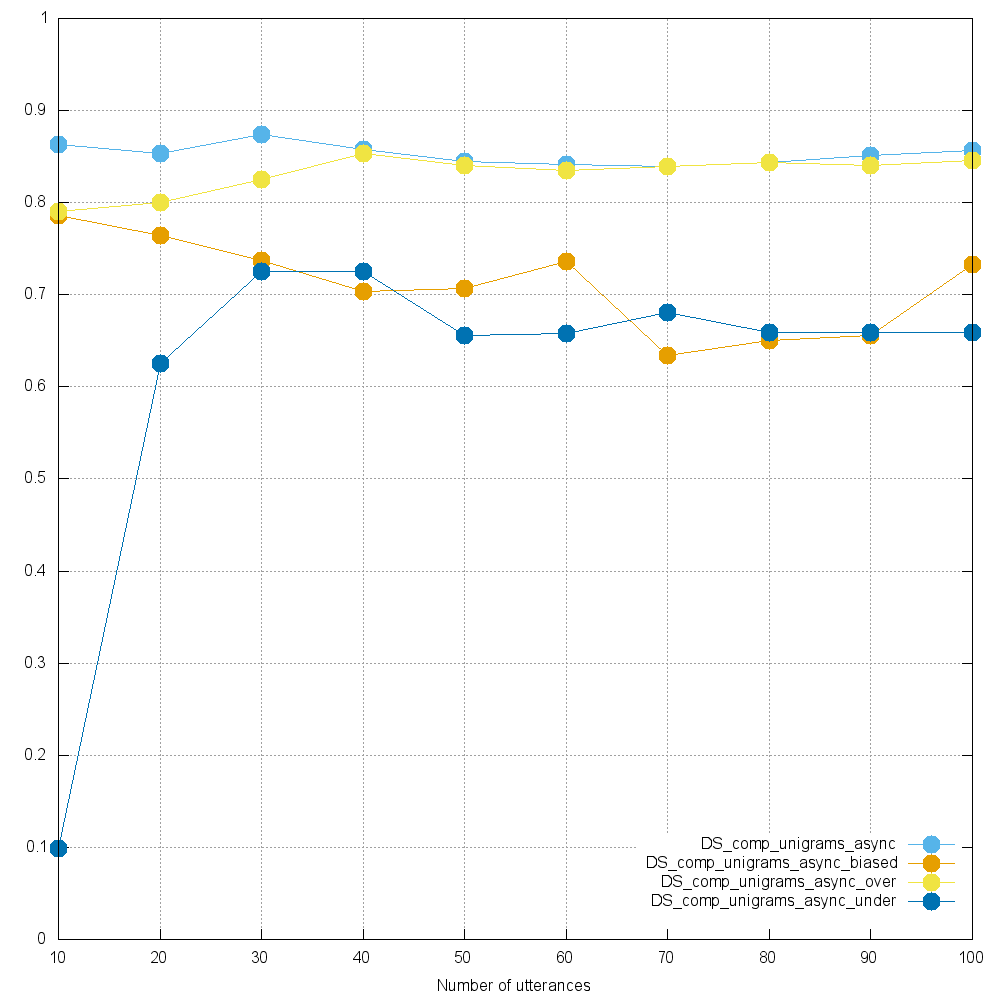 1
0.9
0.8
0.7
0.6
0.5
0.4
0.3
0.2
0.1
0
DS_comp_unigrams_async
DS_comp_unigrams_async_biased
DS_comp_unigrams_async_over
DS_comp_unigrams_async_under
10 20 30 40 50 60 70 80 90 100
Number of utterances